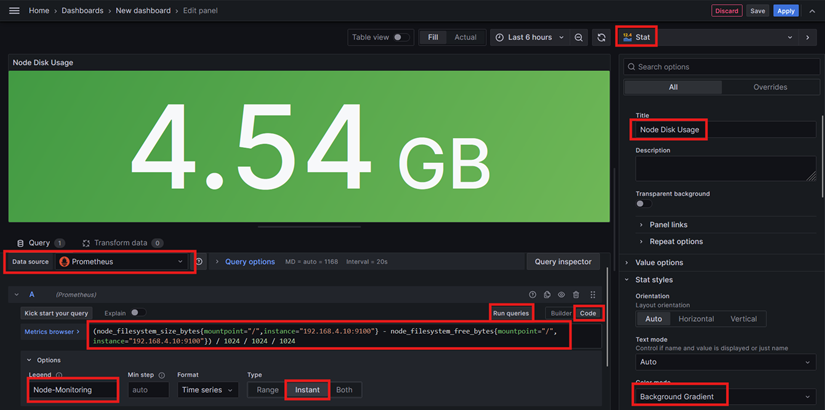 Home › Dashboards › New dashboard › Edit panel
Discard Save Apply
Table view Fill Actual Last 6 hours
12.4 Stat
Node Disk Usage
4.54 GB
Search options
All Overrides
Title
Node Disk Usage
Description
Transparent background
Panel links
Repeat options
Value options
Stat styles
Orientation
Layout orientation
Auto Horizontal Vertical
Text mode
Control if name and value is displayed or just name
Auto
Color mode
Background Gradient
Query 1 Transform data 0
Data source Prometheus Query options MD = auto = 1168 Interval = 20s Query inspector
A (Prometheus)
Kick start your query Explain Run queries Builder Code
Metrics browser › (node_filesystem_size_bytes{mountpoint="/",instance="192.168.4.10:9100"} - node_filesystem_free_bytes{mountpoint="/",
instance="192.168.4.10:9100"}) / 1024 / 1024 / 1024
Options
Legend Min step Format Type
Node-Monitoring auto Time series Range Instant Both